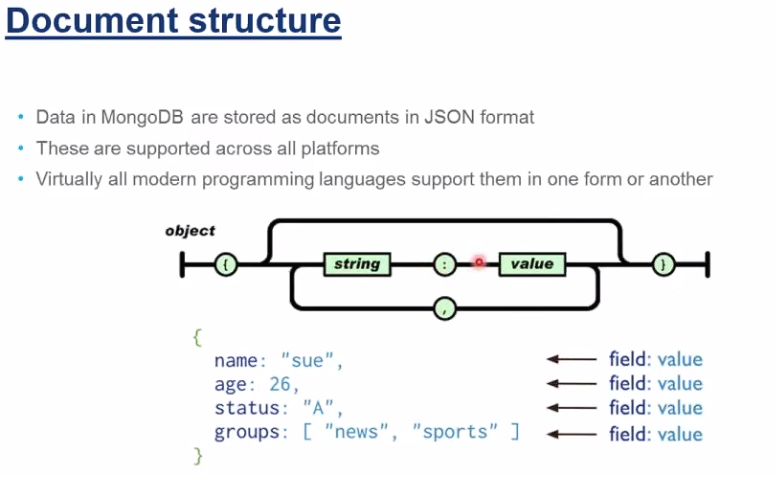 Document structure
• Data in MongoDB are stored as documents in JSON format
• These are supported across all platforms
• Virtually all modern programming languages support them in one form or another
object
{ string : value }
,
{
name: "sue", field: value
age: 26, field: value
status: "A", field: value
groups: [ "news", "sports" ] field: value
}